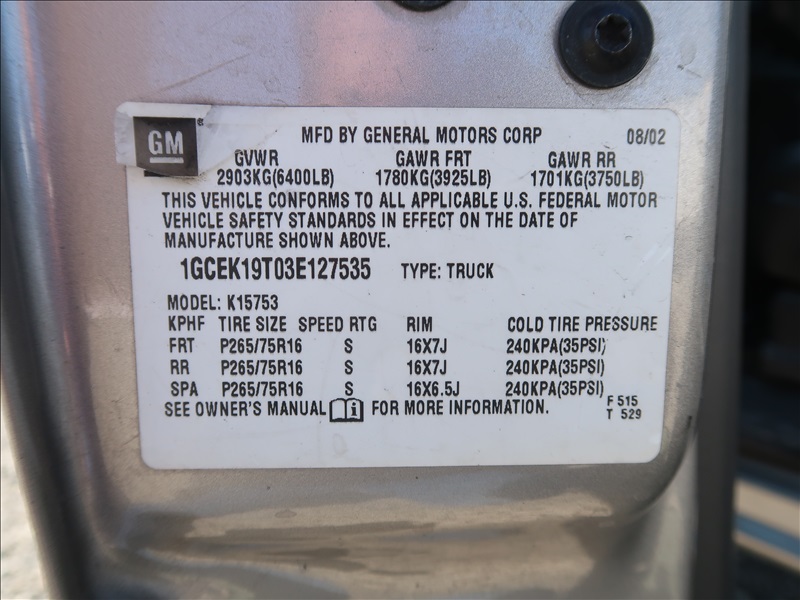 GM
MFD BY GENERAL MOTORS CORP 08/02
GVWR GAWR FRT GAWR RR
2903KG(6400LB) 1780KG(3925LB) 1701KG(3750LB)
THIS VEHICLE CONFORMS TO ALL APPLICABLE U.S. FEDERAL MOTOR
VEHICLE SAFETY STANDARDS IN EFFECT ON THE DATE OF
MANUFACTURE SHOWN ABOVE.
1GCEK19T03E127535 TYPE: TRUCK
MODEL: K15753
KPHF TIRE SIZE SPEED RTG RIM COLD TIRE PRESSURE
FRT P265/75R16 S 16X7J 240KPA(35PSI)
RR P265/75R16 S 16X7J 240KPA(35PSI)
SPA P265/75R16 S 16X6.5J 240KPA(35PSI)
SEE OWNER'S MANUAL i FOR MORE INFORMATION.
F 515
T 529